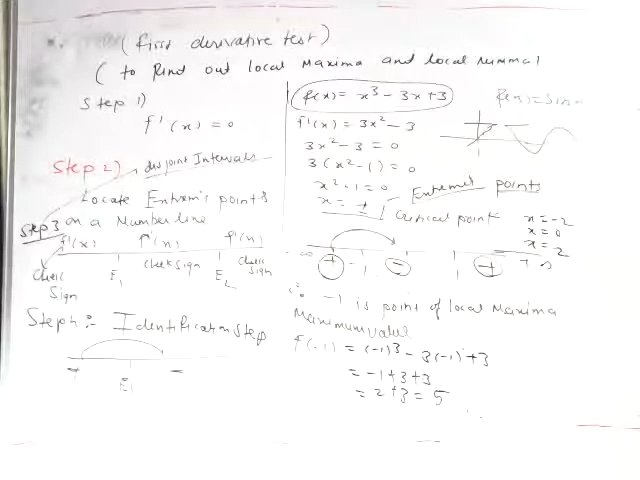 (first derivative test)
( to find out local maxima and local minima)
Step 1)
f'(x) = 0
Step 2) disjoint Intervals
Locate Extrem's points
on a Number line
Step 3
f'(x) f'(x) f'(x)
Check Sign E1 Check Sign E2 Check Sign
Step 4:- Identification Step
+ E1 -
f(x) = x³ - 3x + 3
f'(x) = 3x² - 3
3x² - 3 = 0
3(x² - 1) = 0
x² - 1 = 0
x = ± 1
Extremel points
Critical point
x = -2
x = 0
x = 2
-∞ + -1 - 1 + +∞
∴ -1 is point of local Maxima
Maximum value
f(-1) = (-1)³ - 3(-1) + 3
= -1 + 3 + 3
= 2 + 3 = 5